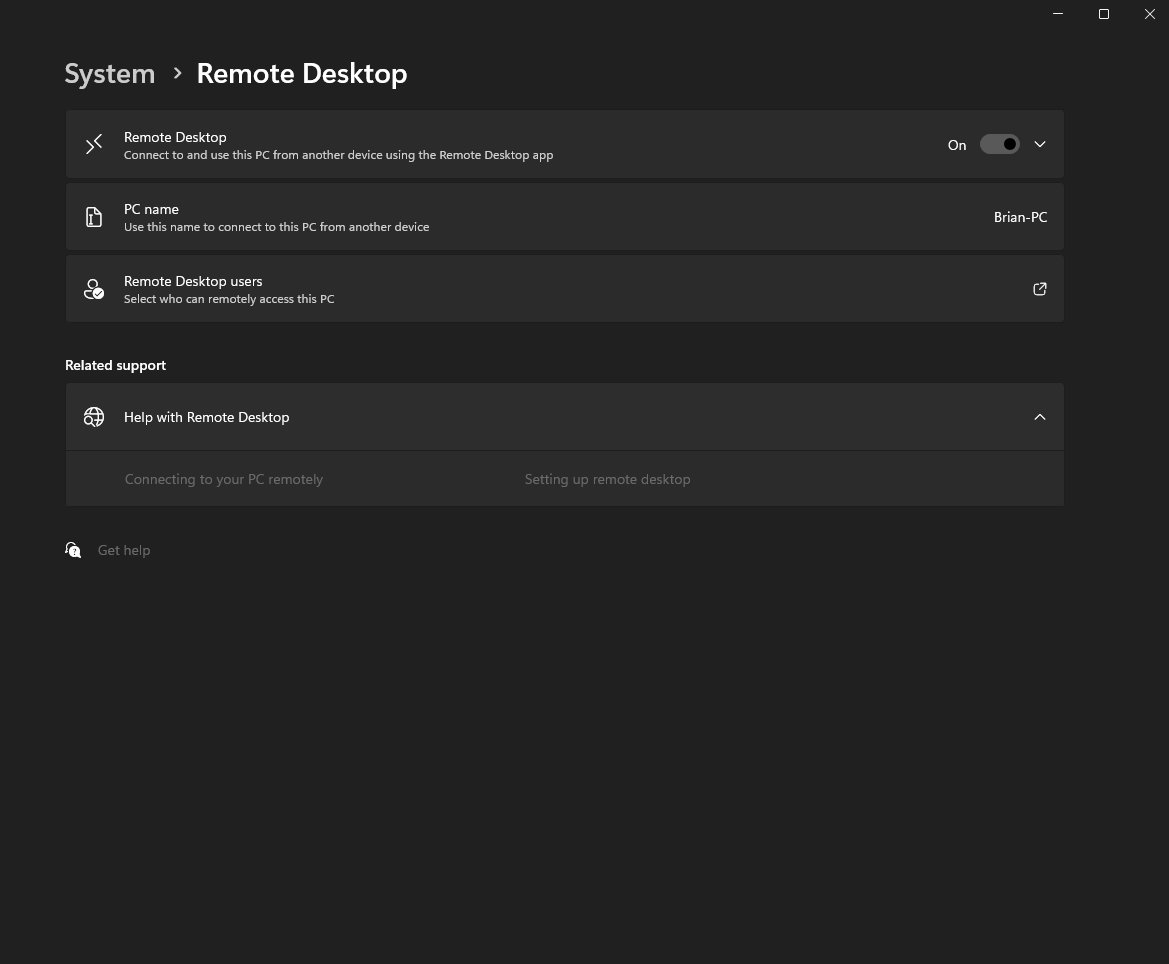 System > Remote Desktop
Remote Desktop
Connect to and use this PC from another device using the Remote Desktop app
On
PC name
Use this name to connect to this PC from another device
Brian-PC
Remote Desktop users
Select who can remotely access this PC
Related support
Help with Remote Desktop
Connecting to your PC remotely
Setting up remote desktop
Get help